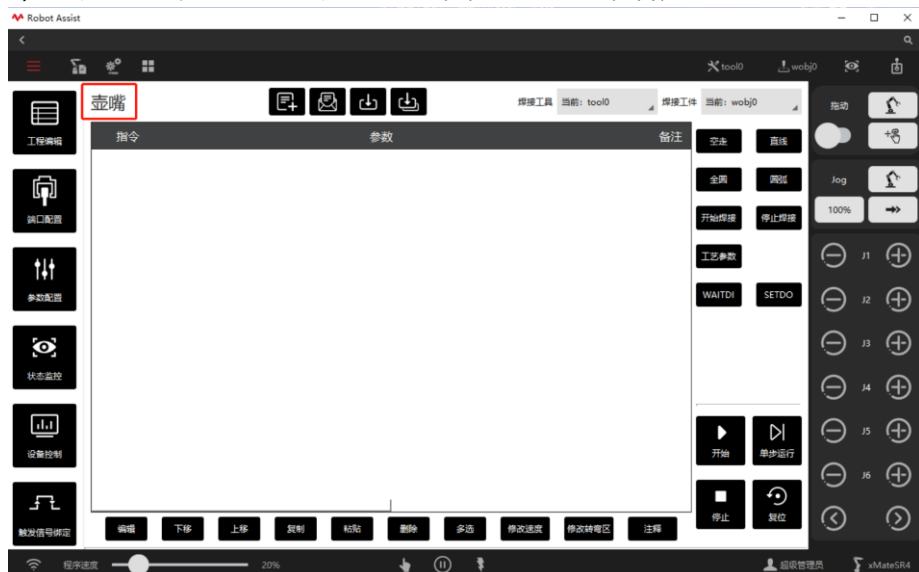 Robot Assist
tool0 wobj0
壶嘴 焊接工具 当前: tool0 焊接工件 当前: wobj0
指令 参数 备注
工程编辑
端口配置
参数配置
状态监控
设备控制
触发信号绑定
空走 直线
全圆 圆弧
开始焊接 停止焊接
工艺参数
WAITDI SETDO
开始 单步运行
停止 复位
拖动
Jog
100%
J1
J2
J3
J4
J5
J6
编辑 下移 上移 复制 粘贴 删除 多选 修改速度 修改转弯区 注释
程序速度 20% 超级管理员 xMateSR4